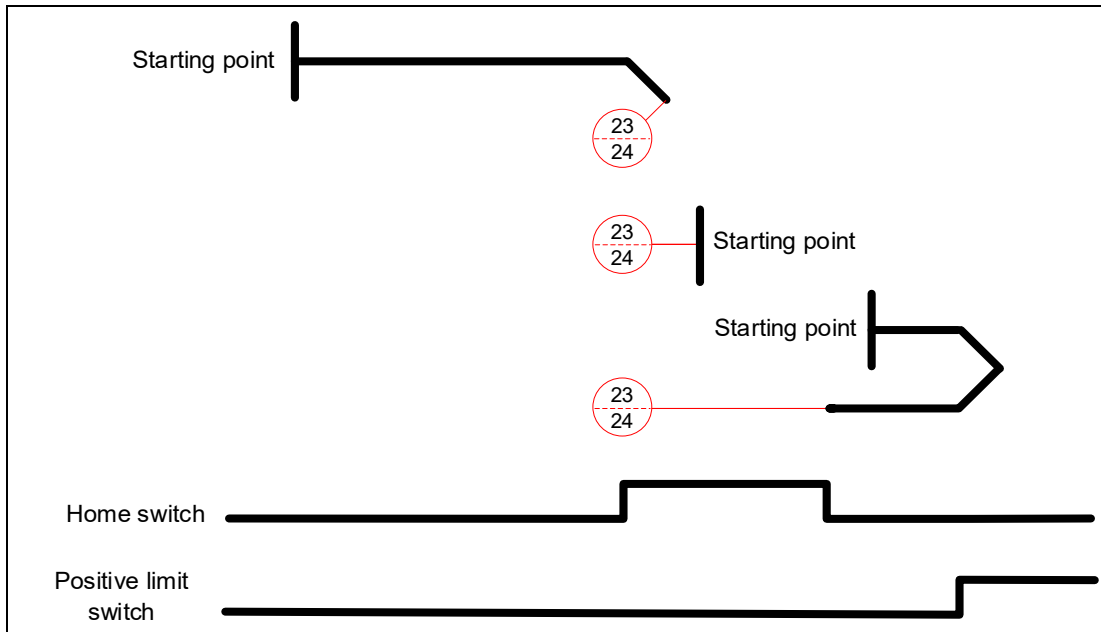 Starting point
23
24
23
24
Starting point
Starting point
23
24
Home switch
Positive limit
switch